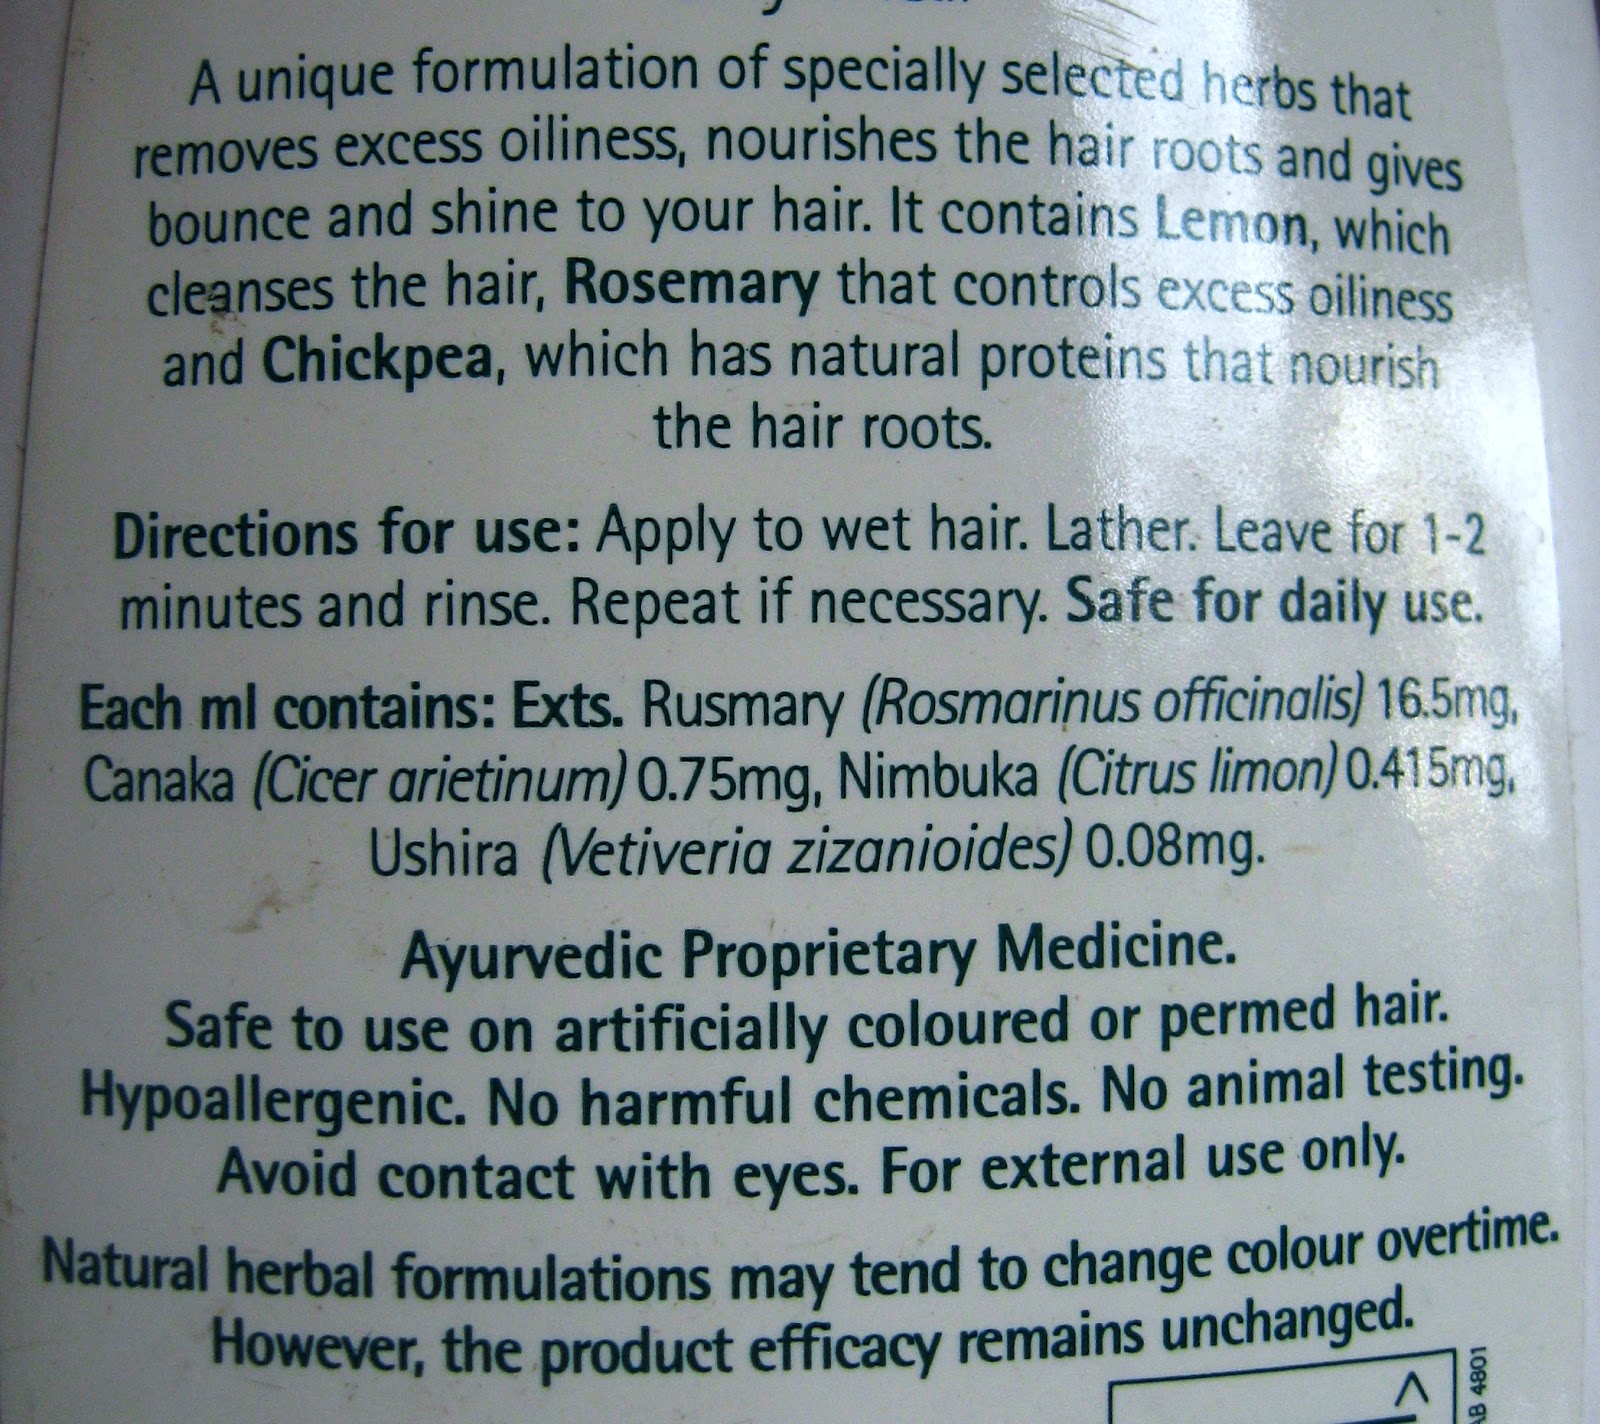 A unique formulation of specially selected herbs that
removes excess oiliness, nourishes the hair roots and gives
bounce and shine to your hair. It contains Lemon, which
cleanses the hair, Rosemary that controls excess oiliness
and Chickpea, which has natural proteins that nourish
the hair roots.
Directions for use: Apply to wet hair. Lather. Leave for 1-2
minutes and rinse. Repeat if necessary. Safe for daily use.
Each ml contains: Exts. Rusmary (Rosmarinus officinalis) 16.5mg,
Canaka (Cicer arietinum) 0.75mg, Nimbuka (Citrus limon) 0.415mg,
Ushira (Vetiveria zizanioides) 0.08mg.
Ayurvedic Proprietary Medicine.
Safe to use on artificially coloured or permed hair.
Hypoallergenic. No harmful chemicals. No animal testing.
Avoid contact with eyes. For external use only.
Natural herbal formulations may tend to change colour overtime.
However, the product efficacy remains unchanged.
4801